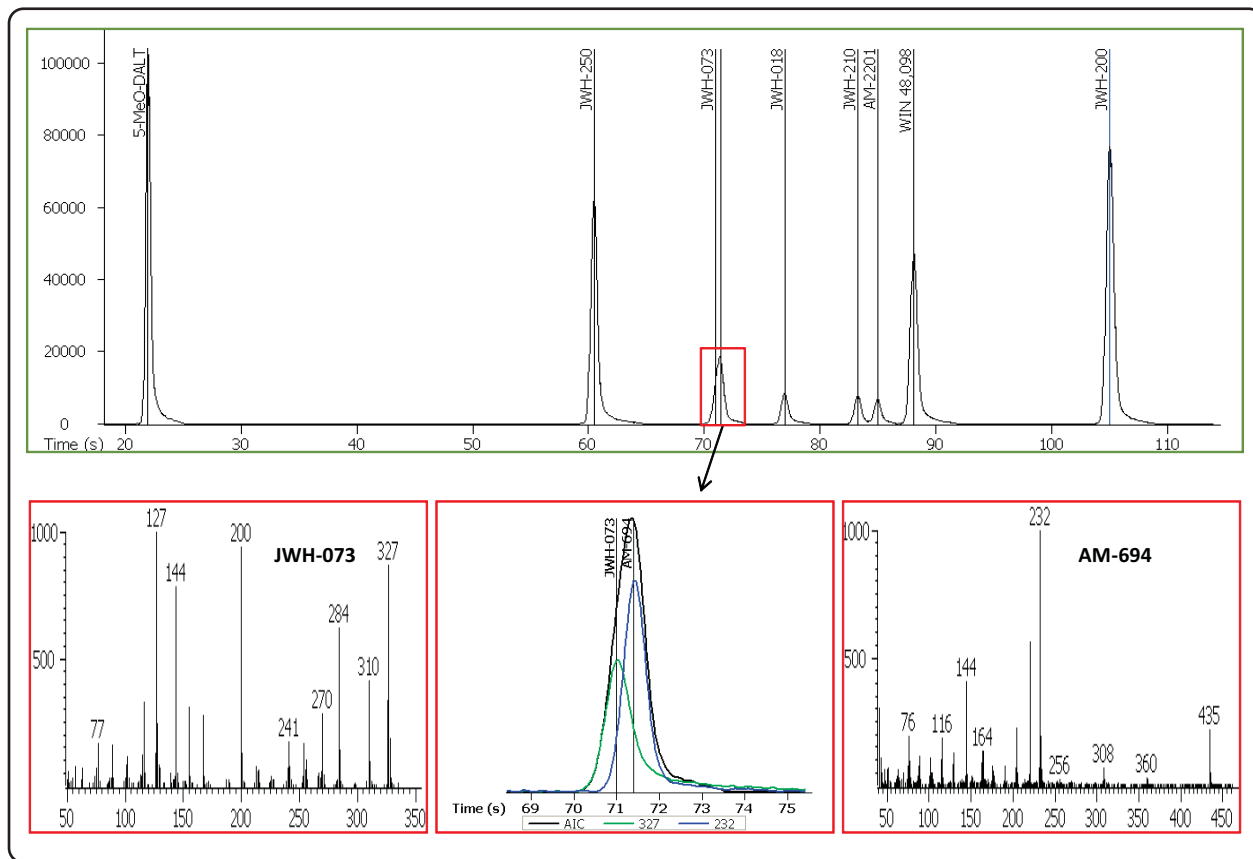 100000
80000
60000
40000
20000
0
5-MeO-DALT
JWH-250
JWH-073
JWH-018
JWH-210
AM-2201
WIN 48,098
JWH-200
Time (s) 20 30 40 50 60 70 80 90 100 110
1000
500
127
144
200
JWH-073
327
284
310
270
241
77
50 100 150 200 250 300 350
JWH-073
AM-694
Time (s) 69 70 71 72 73 74 75
AIC 327 232
1000
500
232
AM-694
144
76
116
164
256
308
360
435
50 100 150 200 250 300 350 400 450